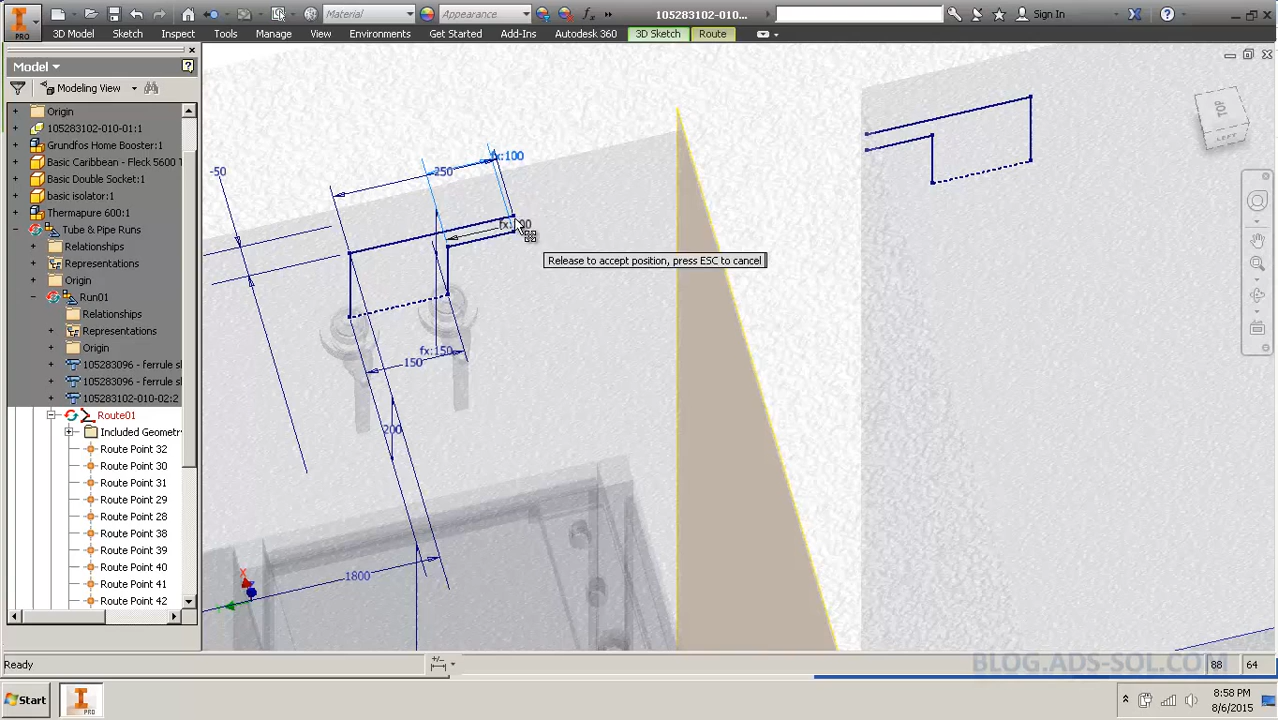 Material
Appearance
105283102-010...
Sign In
PRO
3D Model
Sketch
Inspect
Tools
Manage
View
Environments
Get Started
Add-Ins
Autodesk 360
3D Sketch
Route
Model
Modeling View
Origin
105283102-010-01:1
Grundfos Home Booster:1
Basic Caribbean - Fleck 5600 T
Basic Double Socket:1
basic isolator:1
Thermapure 600:1
Tube & Pipe Runs
Relationships
Representations
Origin
Run01
Relationships
Representations
Origin
105283096 - ferrule sl
105283096 - ferrule sl
105283102-010-02:2
Route01
Included Geometr
Route Point 32
Route Point 30
Route Point 31
Route Point 29
Route Point 28
Route Point 38
Route Point 39
Route Point 40
Route Point 41
Route Point 42
-50
250
fx:100
Release to accept position, press ESC to cancel
fx:150
150
200
1800
X
TOP
LEFT
Ready
BLOG.ADS-SOL.COM
88
64
Start
PRO
8:58 PM
8/6/2015